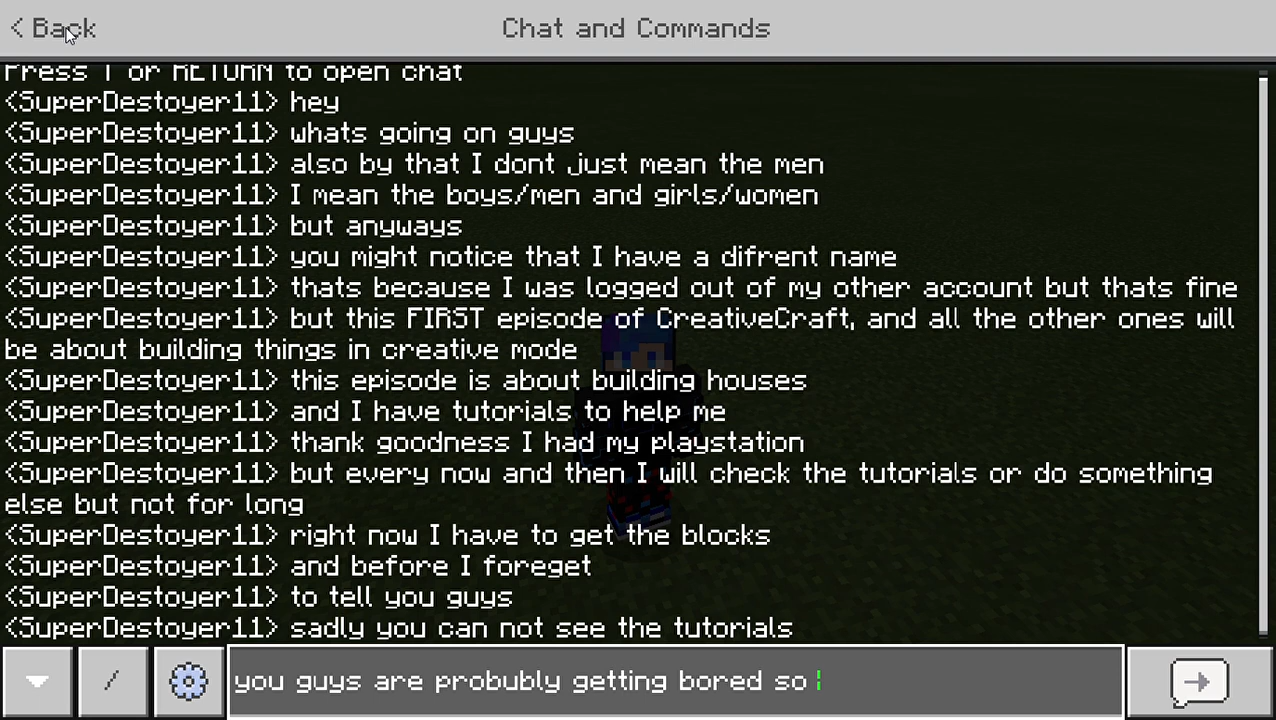 < Back
Chat and Commands
Press T or RETURN to open chat
<SuperDestoyer11> hey
<SuperDestoyer11> whats going on guys
<SuperDestoyer11> also by that I dont just mean the men
<SuperDestoyer11> I mean the boys/men and girls/women
<SuperDestoyer11> but anyways
<SuperDestoyer11> you might notice that I have a difrent name
<SuperDestoyer11> thats because I was logged out of my other account but thats fine
<SuperDestoyer11> but this FIRST episode of CreativeCraft, and all the other ones will
be about building things in creative mode
<SuperDestoyer11> this episode is about building houses
<SuperDestoyer11> and I have tutorials to help me
<SuperDestoyer11> thank goodness I had my playstation
<SuperDestoyer11> but every now and then I will check the tutorials or do something
else but not for long
<SuperDestoyer11> right now I have to get the blocks
<SuperDestoyer11> and before I foreget
<SuperDestoyer11> to tell you guys
<SuperDestoyer11> sadly you can not see the tutorials
/
you guys are probubly getting bored so